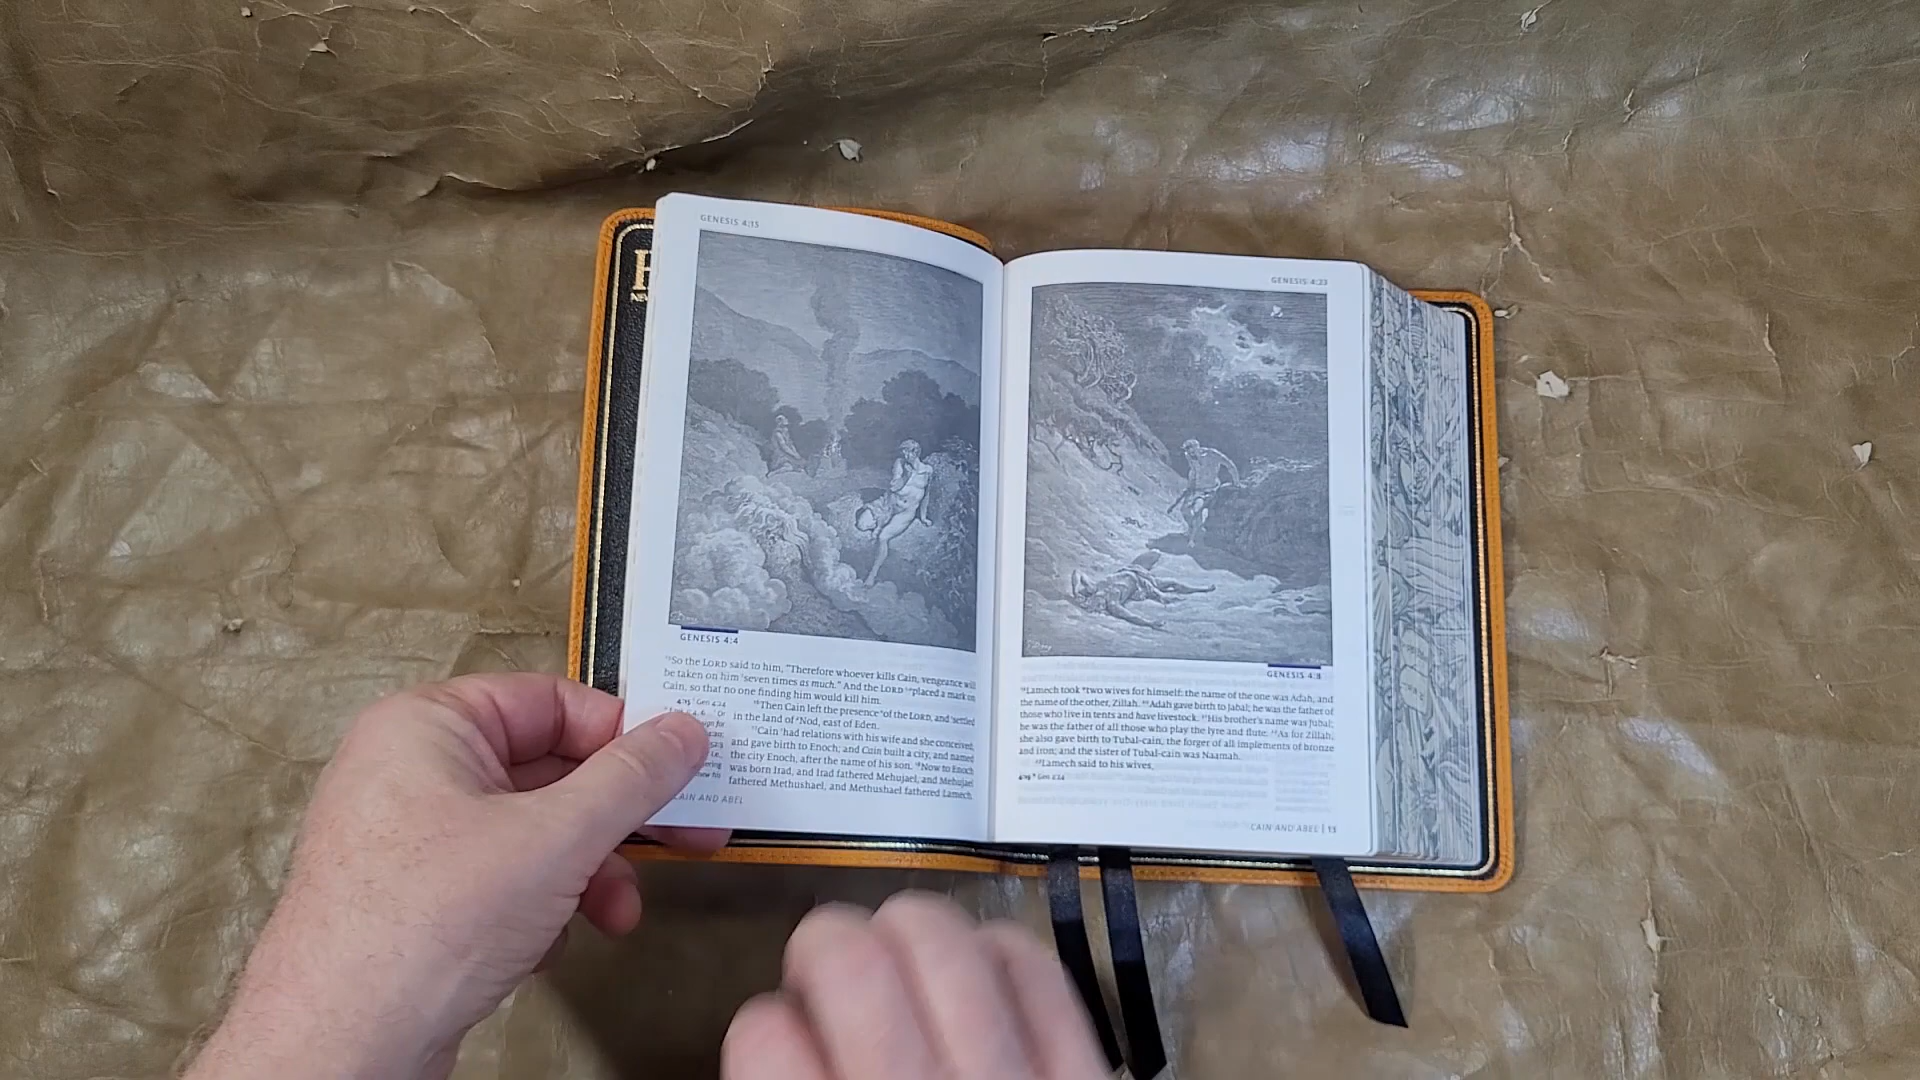 GENESIS 4:15
GENESIS 4:4
¹⁵So the LORD said to him, "Therefore whoever kills Cain, vengeance will
be taken on him seven times as much." And the LORD placed a mark on
Cain, so that no one finding him would kill him.
¹⁶Then Cain left the presence of the LORD, and settled
in the land of Nod, east of Eden.
¹⁷Cain had relations with his wife and she conceived,
and gave birth to Enoch; and Cain built a city, and named
the city Enoch, after the name of his son. ¹⁸Now to Enoch
was born Irad, and Irad fathered Mehujael, and Mehujael
fathered Methushael, and Methushael fathered Lamech.
4:15 Gen 4:24
CAIN AND ABEL
GENESIS 4:23
GENESIS 4:8
¹⁹Lamech took two wives for himself: the name of the one was Adah, and
the name of the other, Zillah. ²⁰Adah gave birth to Jabal; he was the father of
those who live in tents and have livestock. ²¹His brother's name was Jubal;
he was the father of all those who play the lyre and flute. ²²As for Zillah,
she also gave birth to Tubal-cain, the forger of all implements of bronze
and iron; and the sister of Tubal-cain was Naamah.
²³Lamech said to his wives,
4:19 Gen 2:24
CAIN AND ABEL | 13